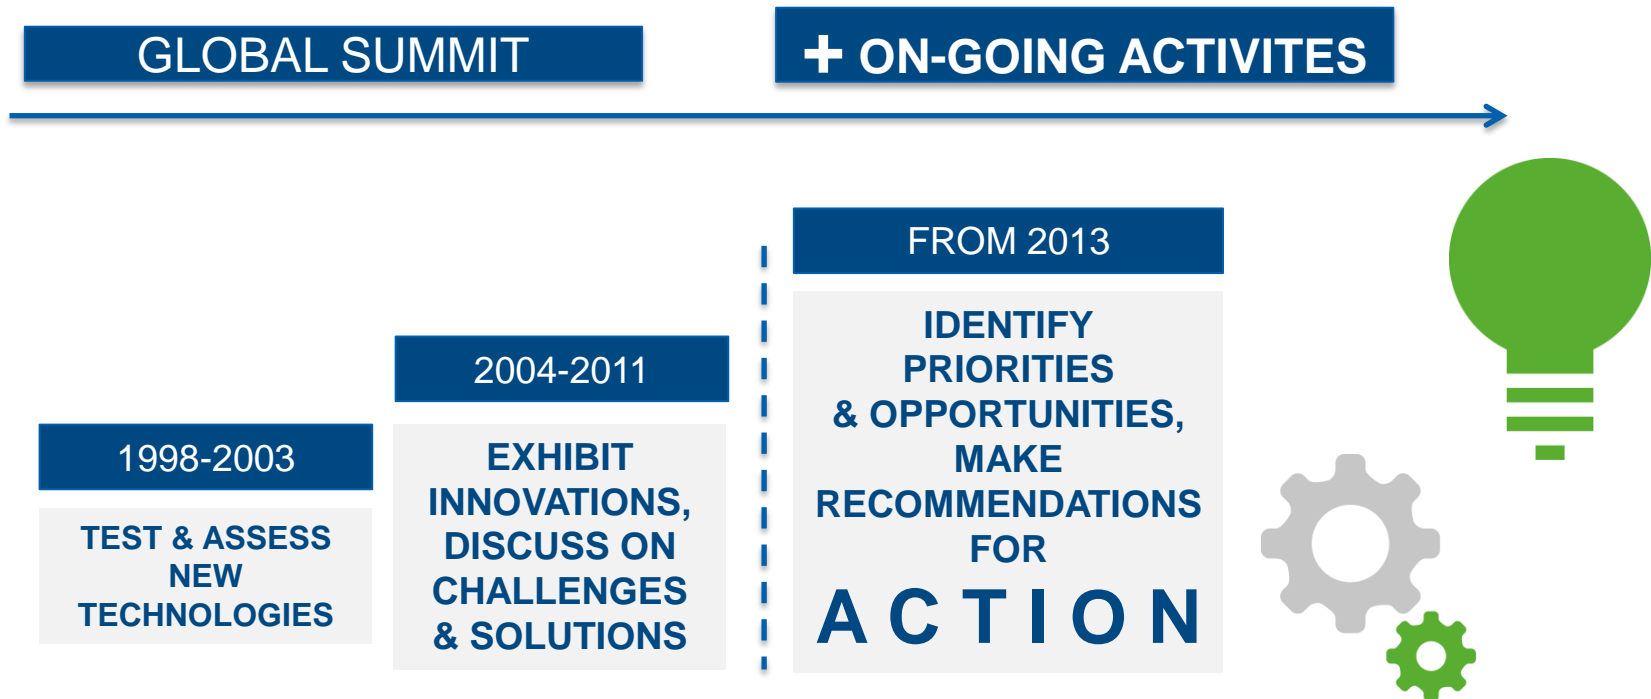 GLOBAL SUMMIT
+ ON-GOING ACTIVITES
1998-2003
TEST & ASSESS
NEW
TECHNOLOGIES
2004-2011
EXHIBIT
INNOVATIONS,
DISCUSS ON
CHALLENGES
& SOLUTIONS
FROM 2013
IDENTIFY
PRIORITIES
& OPPORTUNITIES,
MAKE
RECOMMENDATIONS
FOR
A C T I O N